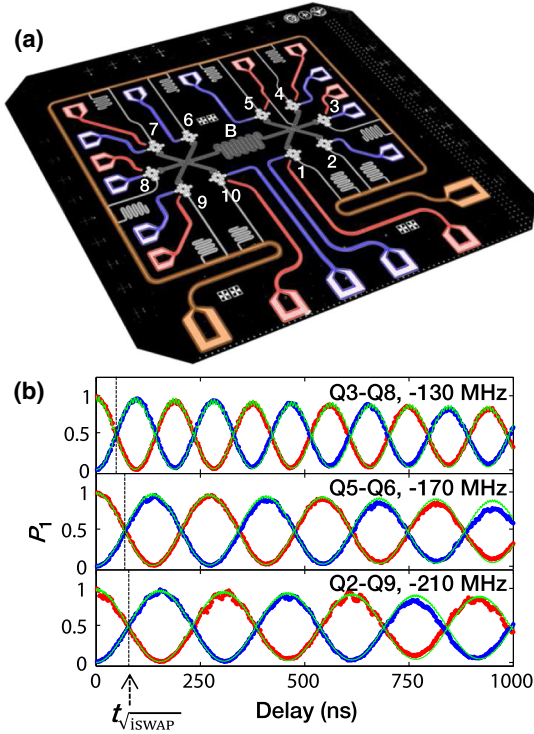 (a)
5
4
3
6
7
B
2
1
8
9
10
(b)
1
0.5
0
Q3-Q8, -130 MHz
1
0.5
0
Q5-Q6, -170 MHz
P₁
1
0.5
0
Q2-Q9, -210 MHz
0 250 500 750 1000
t√iSWAP
Delay (ns)